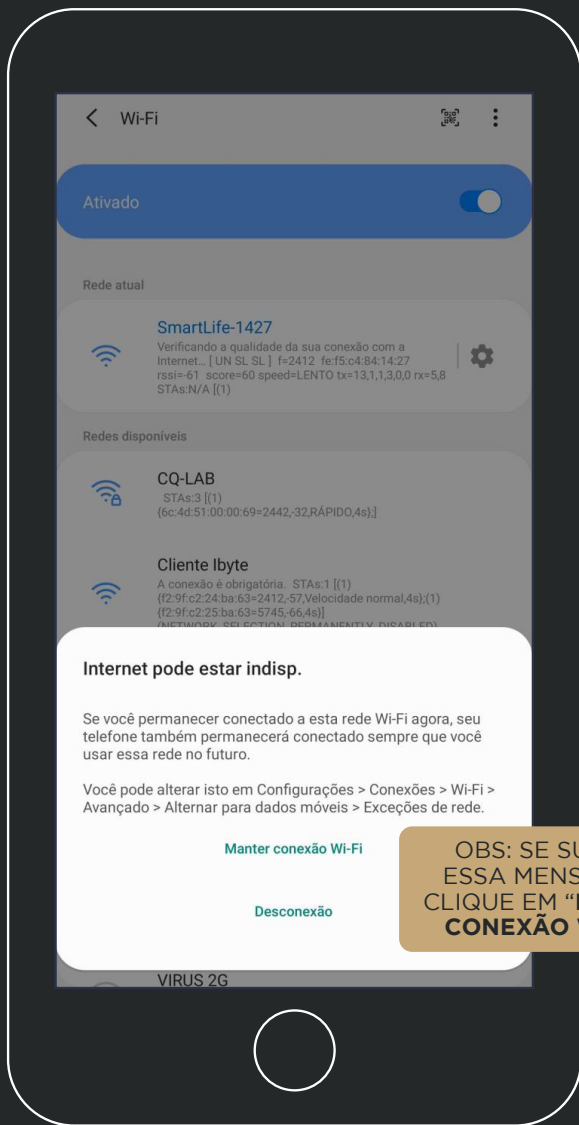 Wi-Fi
Ativado
Rede atual
SmartLife-1427
Verificando a qualidade da sua conexão com a
Internet... [ UN SL SL ] f=2412 fe:f5:c4:84:14:27
rssi=-61 score=60 speed=LENTO tx=13,1,1,3,0,0 rx=5,8
STAs:N/A [(1)
Redes disponíveis
CQ-LAB
STAs:3 [(1)
{6c:4d:51:00:00:69=2442,-32,RÁPIDO,4s};]
Cliente Ibyte
A conexão é obrigatória. STAs:1 [(1)
{f2:9f:c2:24:ba:63=2412,-57,Velocidade normal,4s};(1)
{f2:9f:c2:25:ba:63=5745,-66,4s}]
(NETWORK_SELECTION_PERMANENTLY_DISABLED)
Internet pode estar indisp.
Se você permanecer conectado a esta rede Wi-Fi agora, seu
telefone também permanecerá conectado sempre que você
usar essa rede no futuro.
Você pode alterar isto em Configurações > Conexões > Wi-Fi >
Avançado > Alternar para dados móveis > Exceções de rede.
Manter conexão Wi-Fi
Desconexão
OBS: SE
ESSA
CLIQUE EM
CONEXÃO
VIRUS 2G